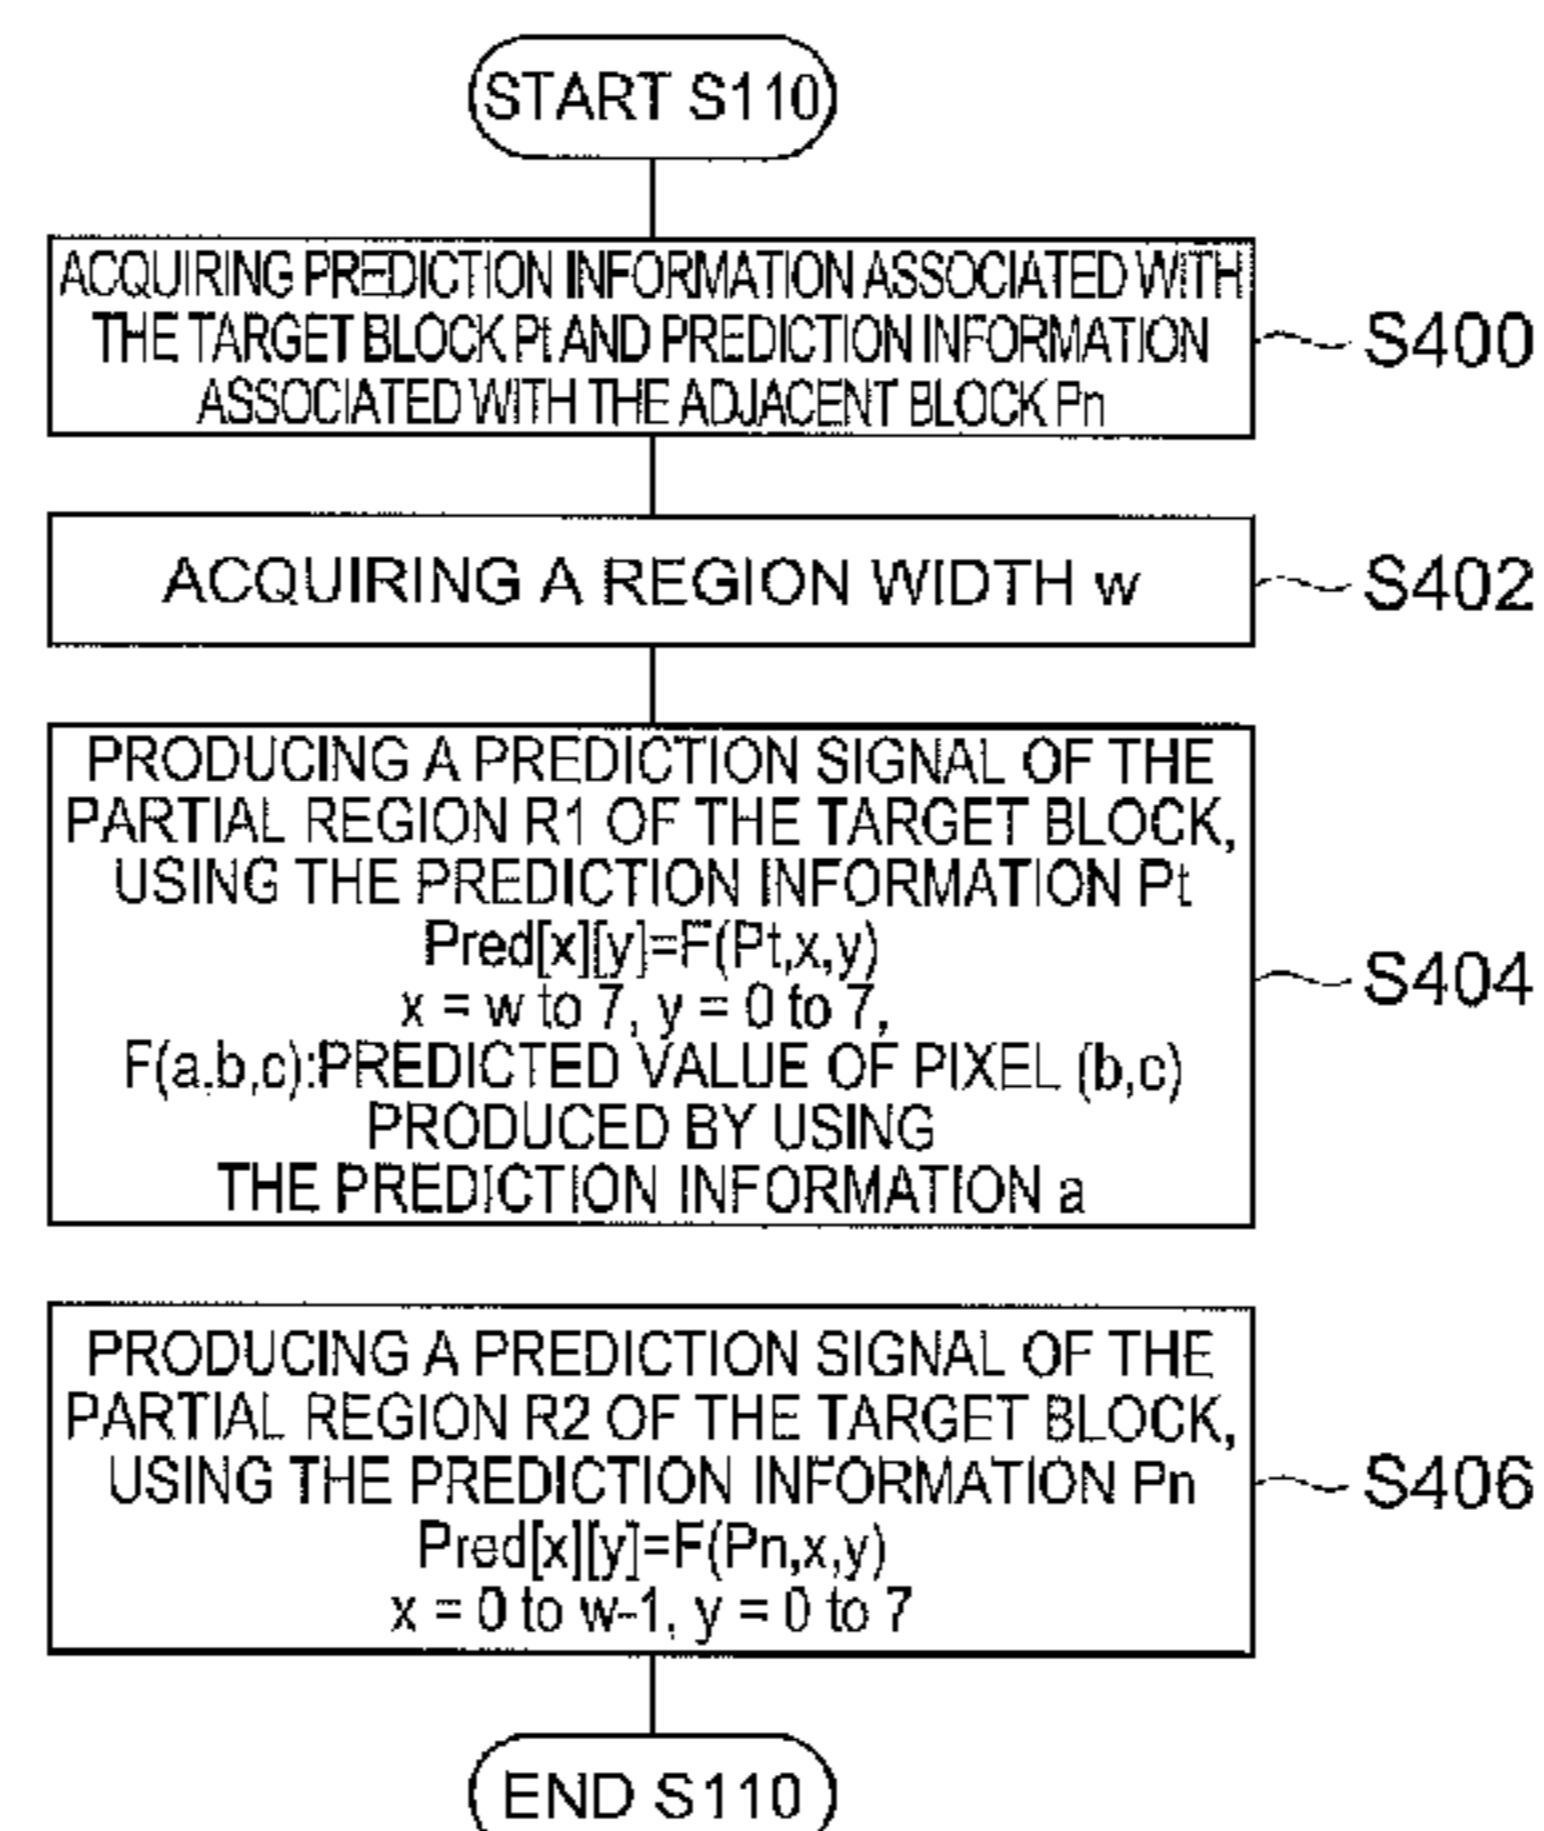 START S110
ACQUIRING PREDICTION INFORMATION ASSOCIATED WITH
THE TARGET BLOCK Pt AND PREDICTION INFORMATION
ASSOCIATED WITH THE ADJACENT BLOCK Pn
S400
ACQUIRING A REGION WIDTH w
S402
PRODUCING A PREDICTION SIGNAL OF THE
PARTIAL REGION R1 OF THE TARGET BLOCK,
USING THE PREDICTION INFORMATION Pt
Pred[x][y]=F(Pt,x,y)
x = w to 7, y = 0 to 7,
F(a.b,c):PREDICTED VALUE OF PIXEL (b,c)
PRODUCED BY USING
THE PREDICTION INFORMATION a
S404
PRODUCING A PREDICTION SIGNAL OF THE
PARTIAL REGION R2 OF THE TARGET BLOCK,
USING THE PREDICTION INFORMATION Pn
Pred[x][y]=F(Pn,x,y)
x = 0 to w-1, y = 0 to 7
S406
END S110